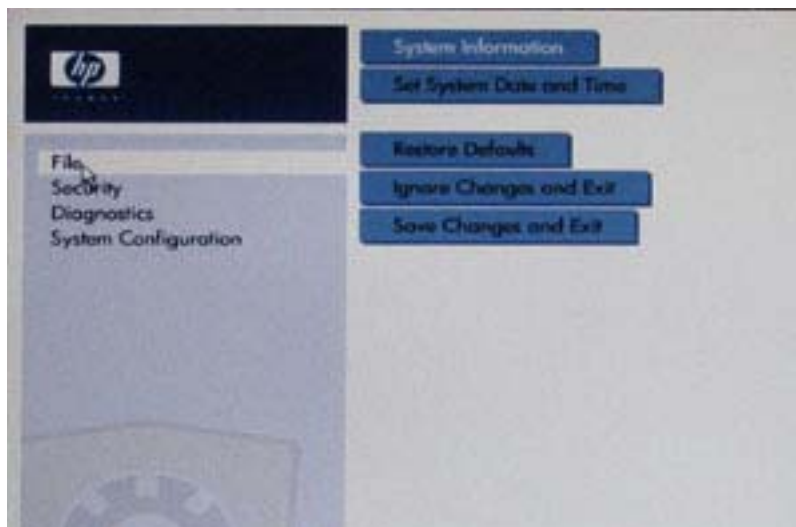 hp
invent
File
Security
Diagnostics
System Configuration
System Information
Set System Date and Time
Restore Defaults
Ignore Changes and Exit
Save Changes and Exit